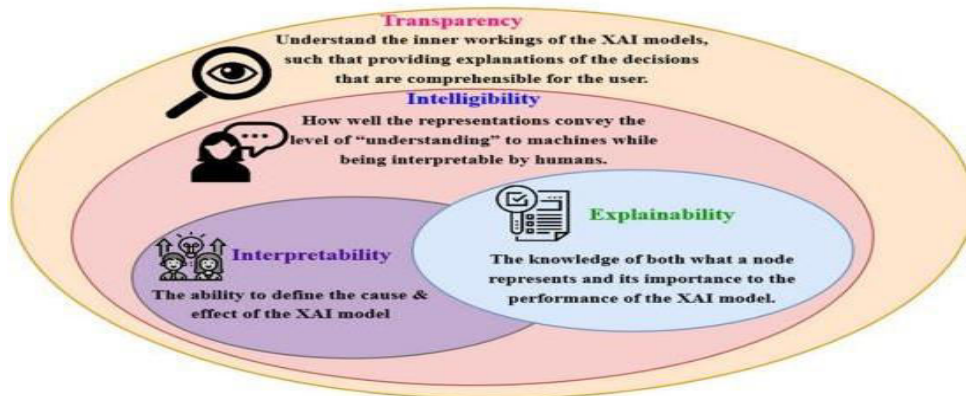 Transparency
Understand the inner workings of the XAI models,
such that providing explanations of the decisions
that are comprehensible for the user.
Intelligibility
How well the representations convey the
level of “understanding” to machines while
being interpretable by humans.
Interpretability
The ability to define the cause &
effect of the XAI model
Explainability
The knowledge of both what a node
represents and its importance to the
performance of the XAI model.